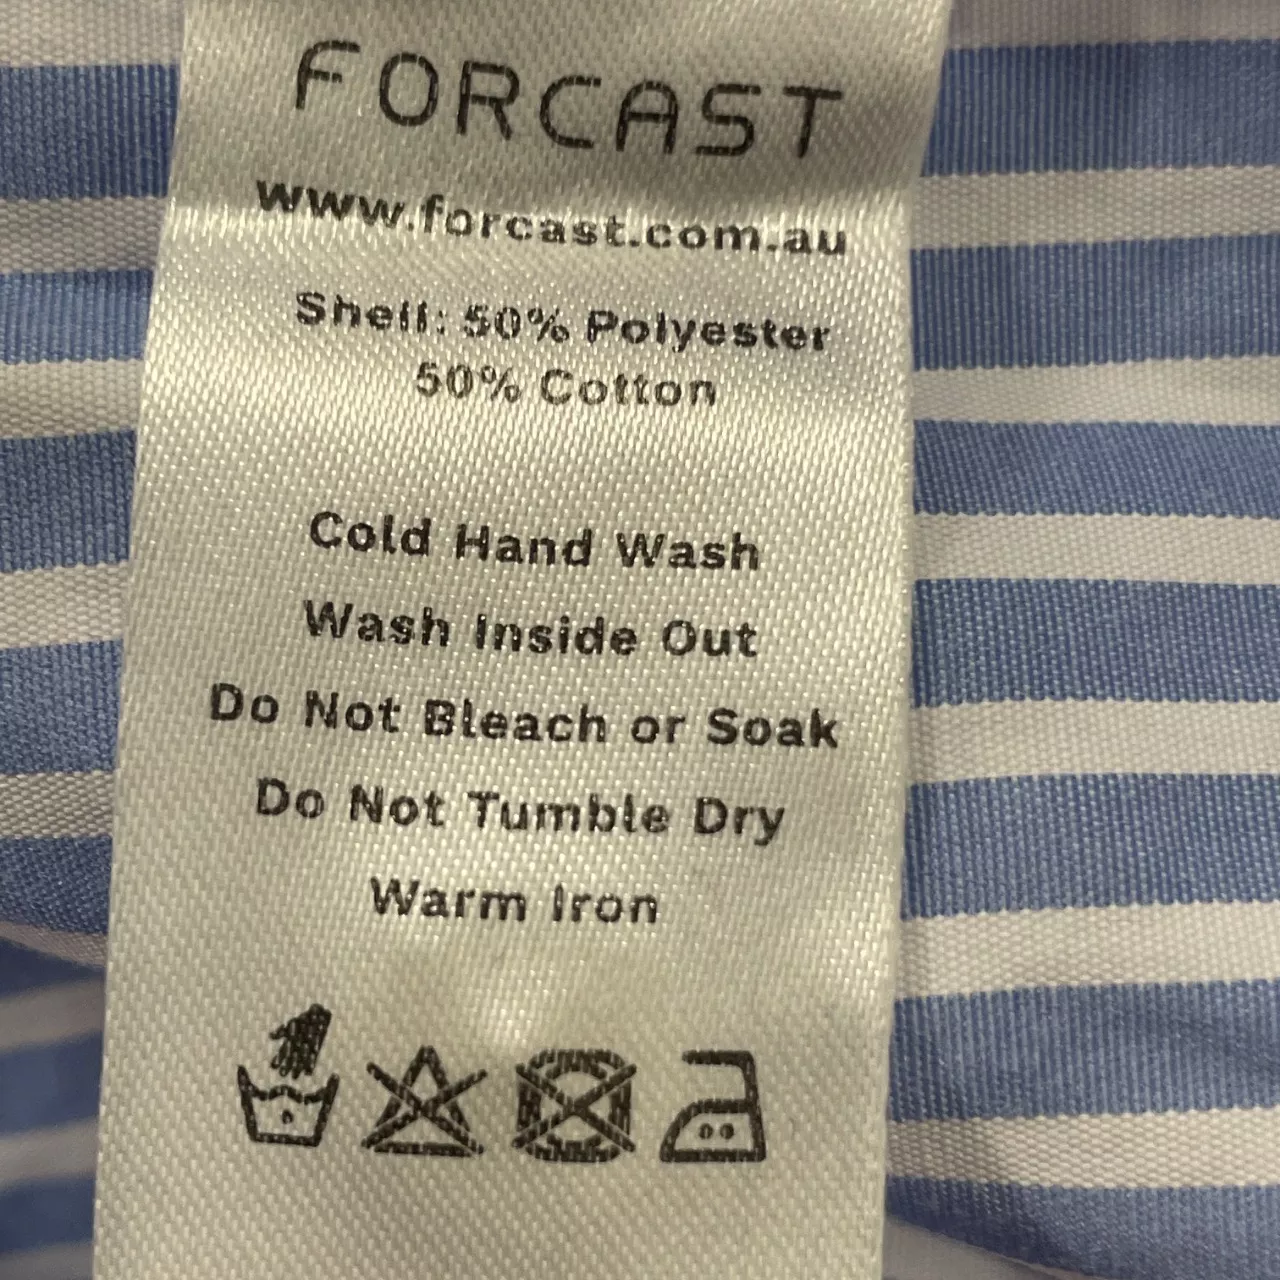 FORCAST
www.forcast.com.au
Shell: 50% Polyester
50% Cotton
Cold Hand Wash
Wash Inside Out
Do Not Bleach or Soak
Do Not Tumble Dry
Warm Iron